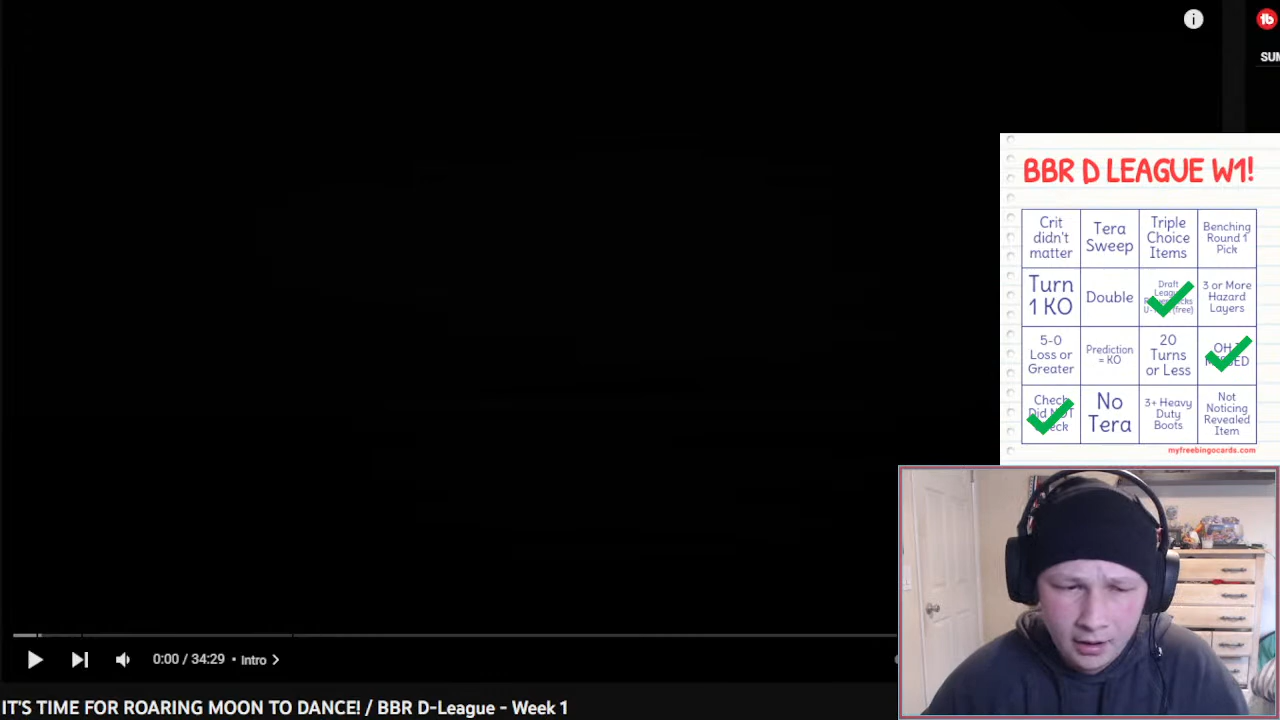 SUM
BBR D LEAGUE W1!
Crit
didn't
matter
Tera
Sweep
Triple
Choice
Items
Benching
Round 1
Pick
Turn
1 KO
Double
Draft
3 or More
Hazard
Layers
5-0
Loss or
Greater
Prediction
= KO
20
Turns
or Less
Check
No
Tera
3+ Heavy
Duty
Boots
Not
Noticing
Revealed
Item
myfreebingocards.com
0:00 / 34:29 • Intro >
IT'S TIME FOR ROARING MOON TO DANCE! / BBR D-League - Week 1